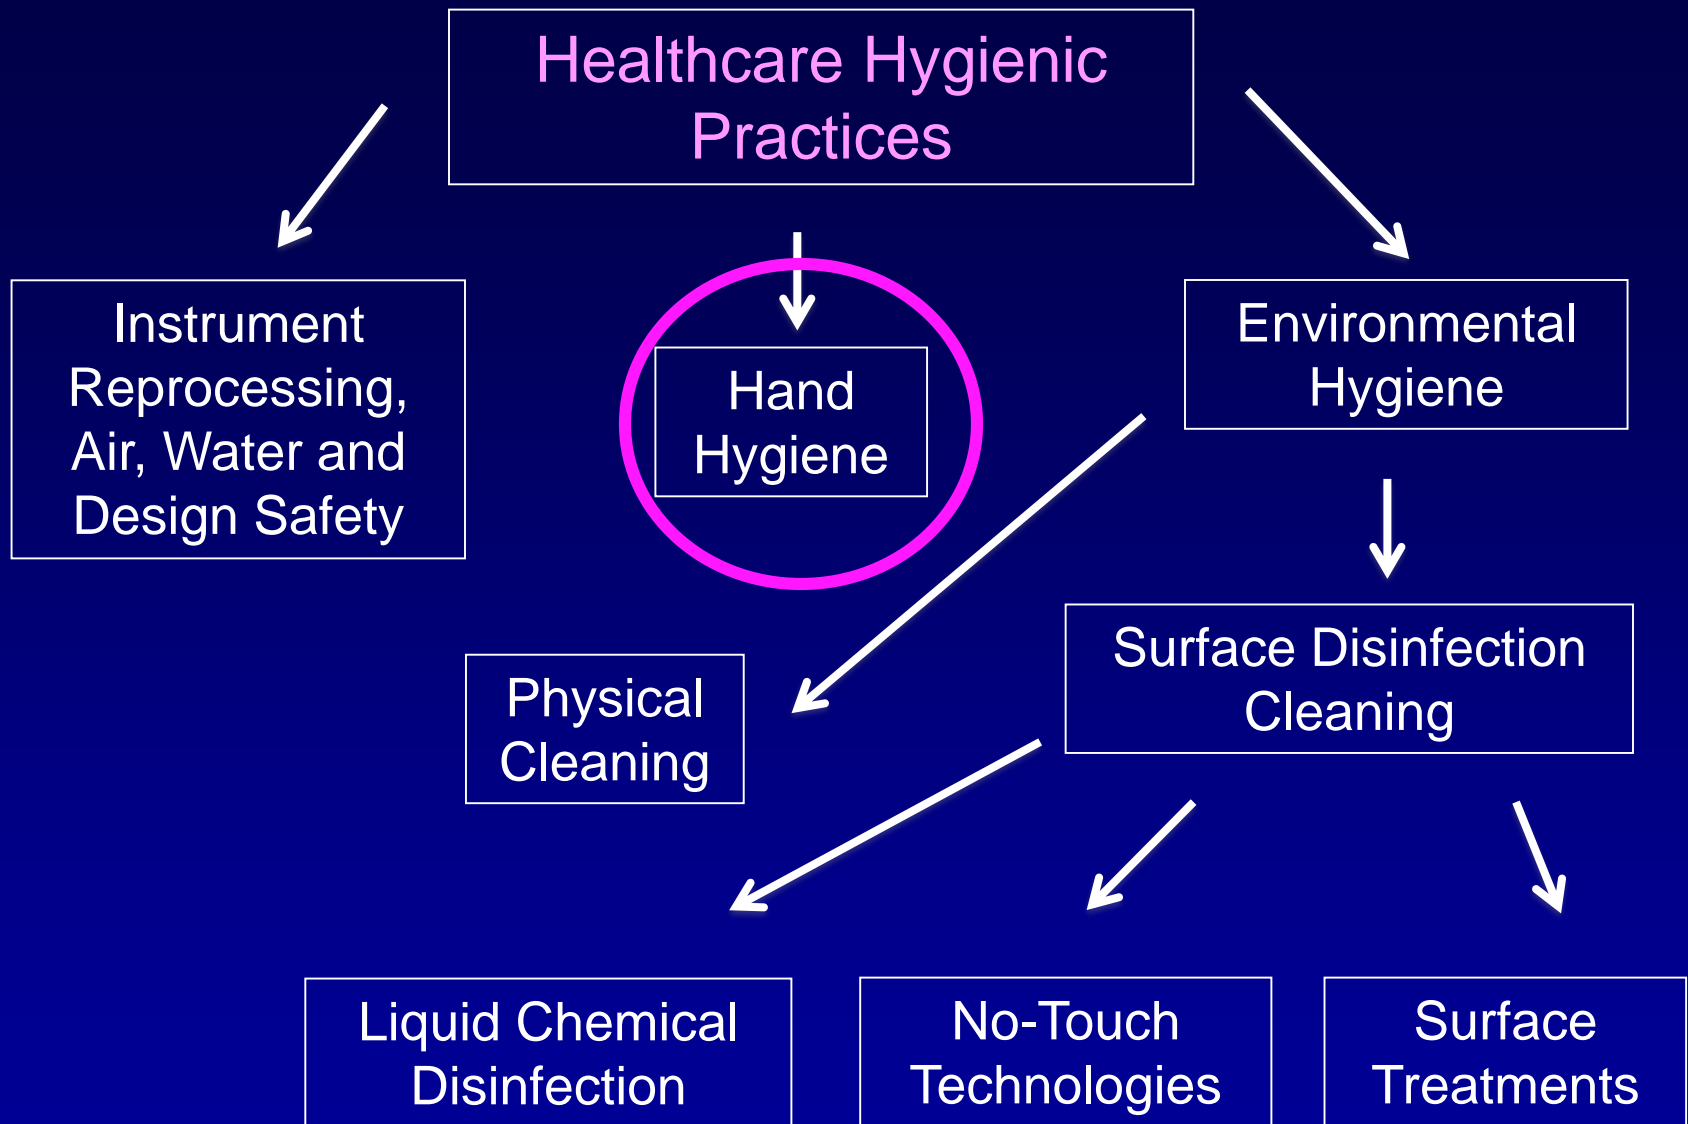 Healthcare Hygienic
Practices
Instrument
Reprocessing,
Air, Water and
Design Safety
Hand
Hygiene
Environmental
Hygiene
Physical
Cleaning
Surface Disinfection
Cleaning
Liquid Chemical
Disinfection
No-Touch
Technologies
Surface
Treatments